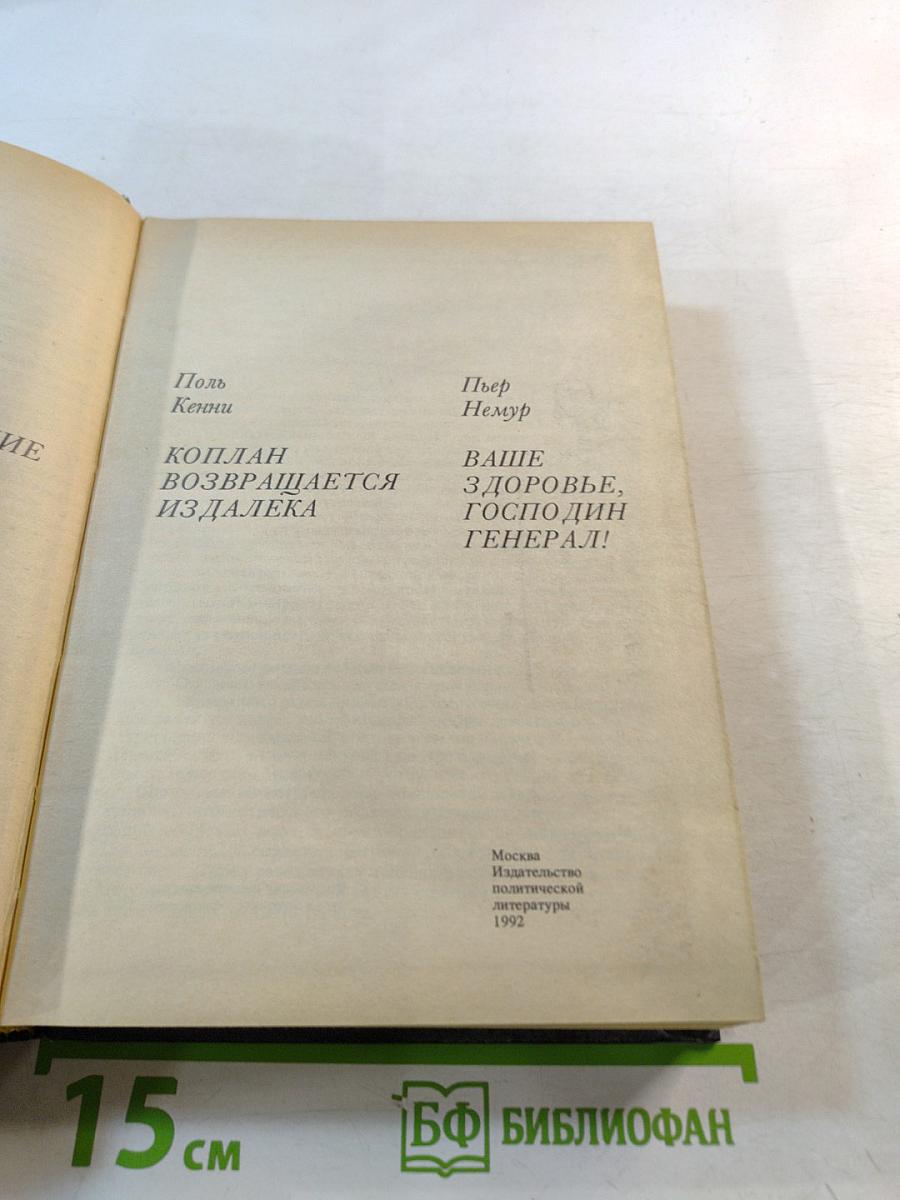 Поль
Кенни
КОПЛАН
ВОЗВРАЩАЕТСЯ
ИЗДАЛЕКА
Пьер
Немур
ВАШЕ
ЗДОРОВЬЕ,
ГОСПОДИН
ГЕНЕРАЛ!
Москва
Издательство
политической
литературы
1992
15 см
БФ БИБЛИОФАН